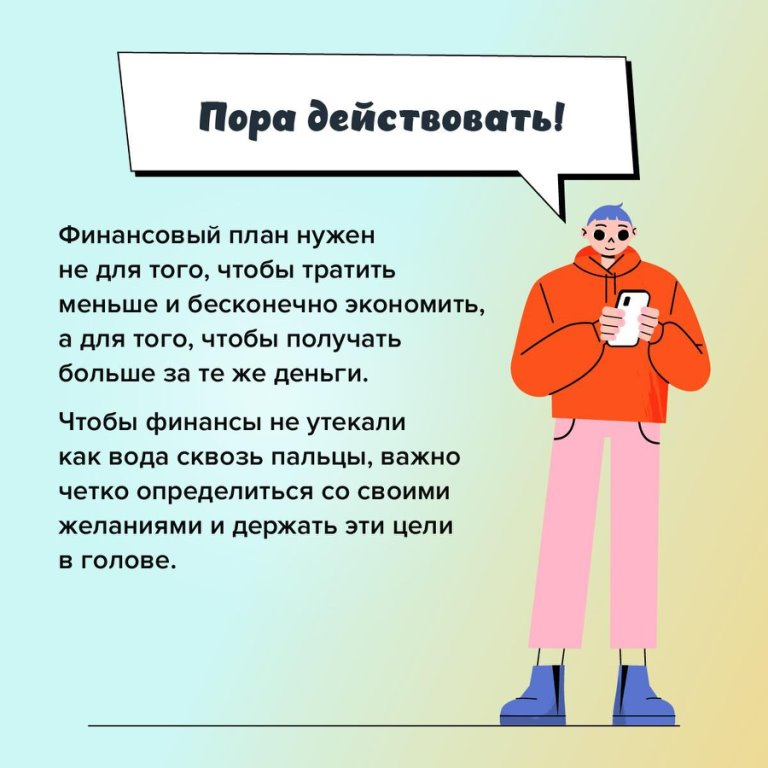 Пора действовать!
Финансовый план нужен
не для того, чтобы тратить
меньше и бесконечно экономить,
а для того, чтобы получать
больше за те же деньги.
Чтобы финансы не утекали
как вода сквозь пальцы, важно
четко определиться со своими
желаниями и держать эти цели
в голове.